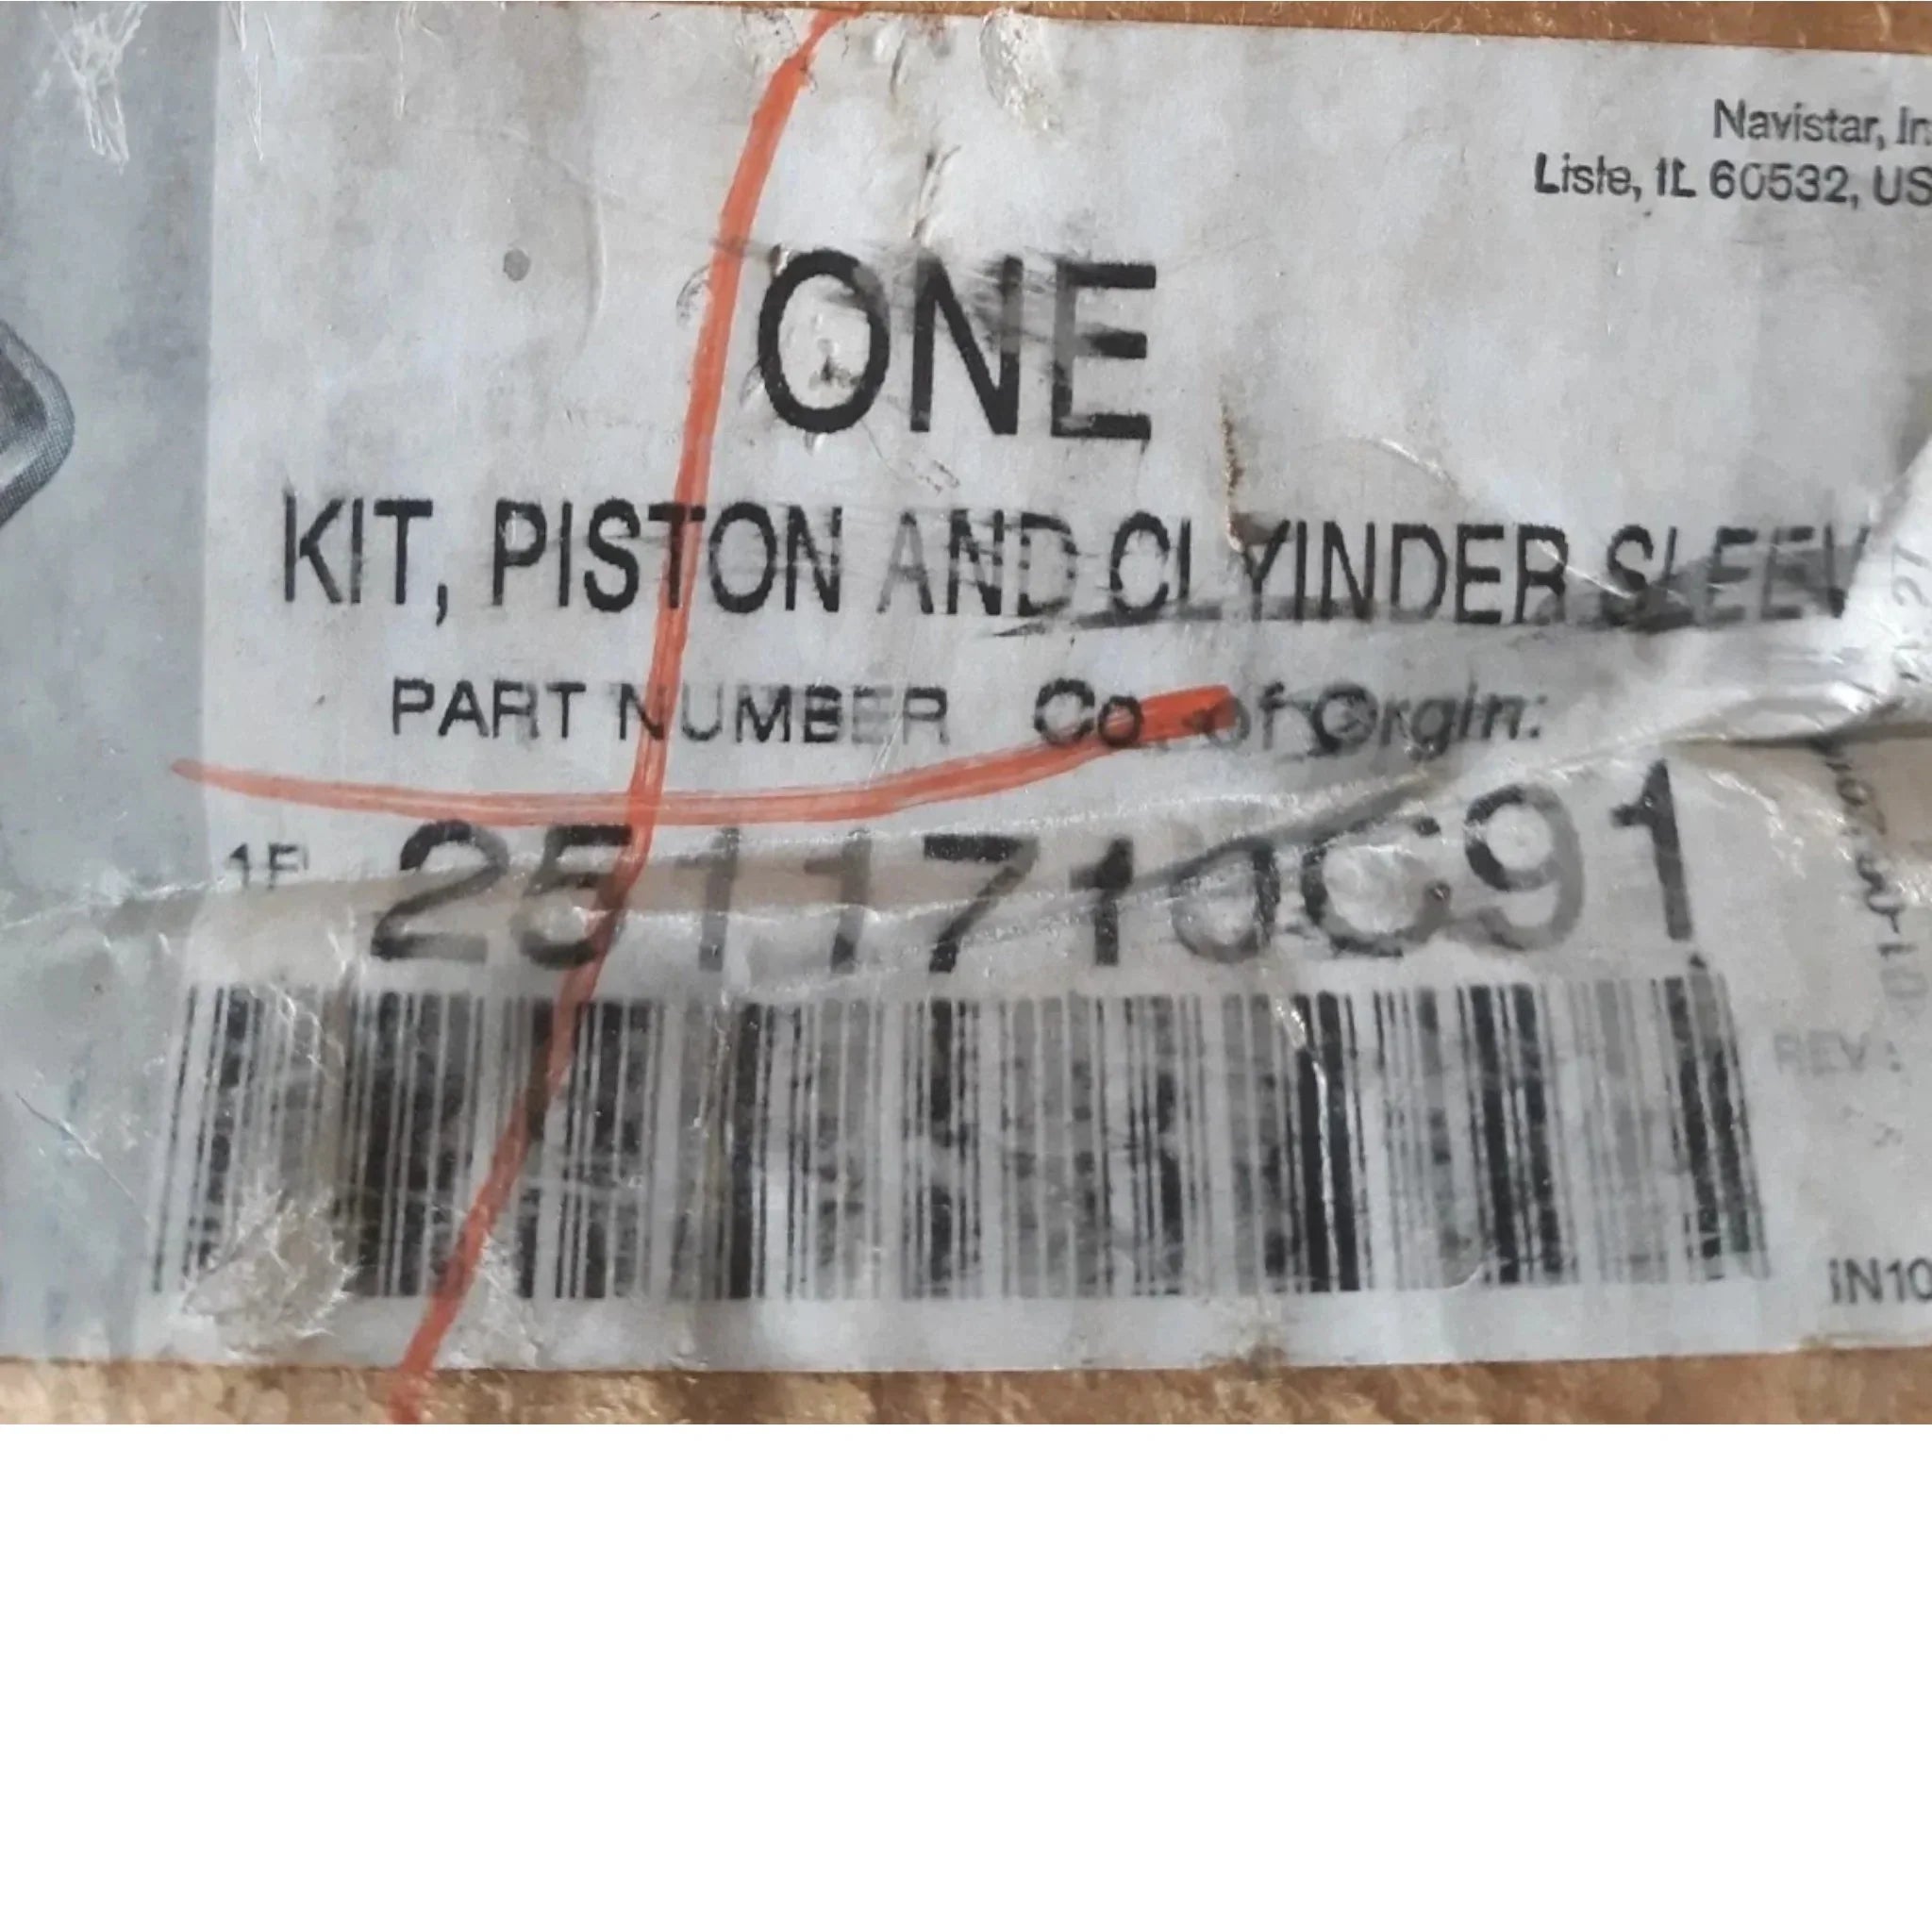 Navistar, In
Lisle, IL 60532, US
ONE
KIT, PISTON AND CLYINDER SLEEV
PART NUMBER Co. of Orgin:
1P 2511710C91
REV:
IN10